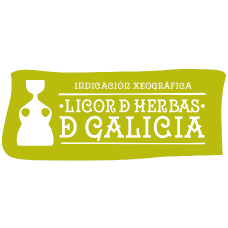 INDICACIÓN XEOGRÁFICA
· LICOR D HERBAS ·
D GALICIA